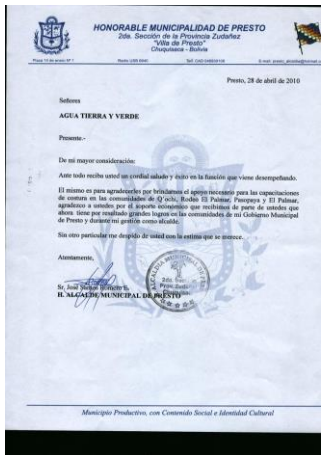 HONORABLE MUNICIPALIDAD DE PRESTO
2da. Sección de la Provincia Zudañez
"Villa de Presto"
Chuquisaca - Bolivia
Presto, 28 de abril de 2010
Señores
AGUA TIERRA Y VERDE
Presente.-
De mi mayor consideración:
Ante todo reciba usted un cordial saludo y éxito en la función que viene desempeñando.
El mismo es para agradecerles por brindarnos el apoyo necesario para las capacitaciones
de costura en las comunidades de Rodeo El Palmar, Pasopaya y El Palmar,
agradezco a ustedes por el soporte económico que recibimos de parte de ustedes que
ahora tiene por resultado grandes logros en las comunidades de mi Gobierno Municipal
de Presto y durante mi gestión como alcalde.
Sin otro particular me despido de usted con la estima que se merece.
Atentamente,
Sr. José
H. ALCALDE MUNICIPAL DE PRESTO
Municipio Productivo, con Contenido Social e Identidad Cultural